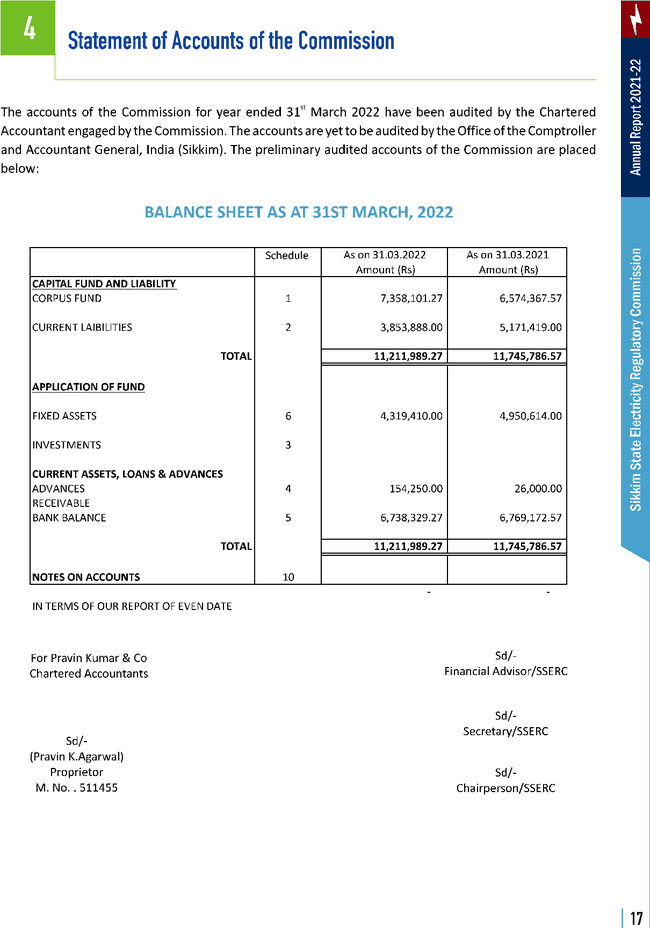 4
Statement of Accounts of the Commission
The accounts of the Commission for year ended 31st March 2022 have been audited by the Chartered
Accountant engaged by the Commission. The accounts are yet to be audited by the Office of the Comptroller
and Accountant General, India (Sikkim). The preliminary audited accounts of the Commission are placed
below:
BALANCE SHEET AS AT 31ST MARCH, 2022
Schedule As on 31.03.2022 As on 31.03.2021
Amount (Rs) Amount (Rs)
CAPITAL FUND AND LIABILITY
CORPUS FUND 1 7,358,101.27 6,574,367.57
CURRENT LAIBILITIES 2 3,853,888.00 5,171,419.00
TOTAL 11,211,989.27 11,745,786.57
APPLICATION OF FUND
FIXED ASSETS 6 4,319,410.00 4,950,614.00
INVESTMENTS 3
CURRENT ASSETS, LOANS & ADVANCES
ADVANCES 4 154,250.00 26,000.00
RECEIVABLE
BANK BALANCE 5 6,738,329.27 6,769,172.57
TOTAL 11,211,989.27 11,745,786.57
NOTES ON ACCOUNTS 10
- -
IN TERMS OF OUR REPORT OF EVEN DATE
For Pravin Kumar & Co
Chartered Accountants
Sd/-
(Pravin K.Agarwal)
Proprietor
M. No. . 511455
Sd/-
Financial Advisor/SSERC
Sd/-
Secretary/SSERC
Sd/-
Chairperson/SSERC
Annual Report 2021-22
Sikkim State Electricity Regulatory Commission
17